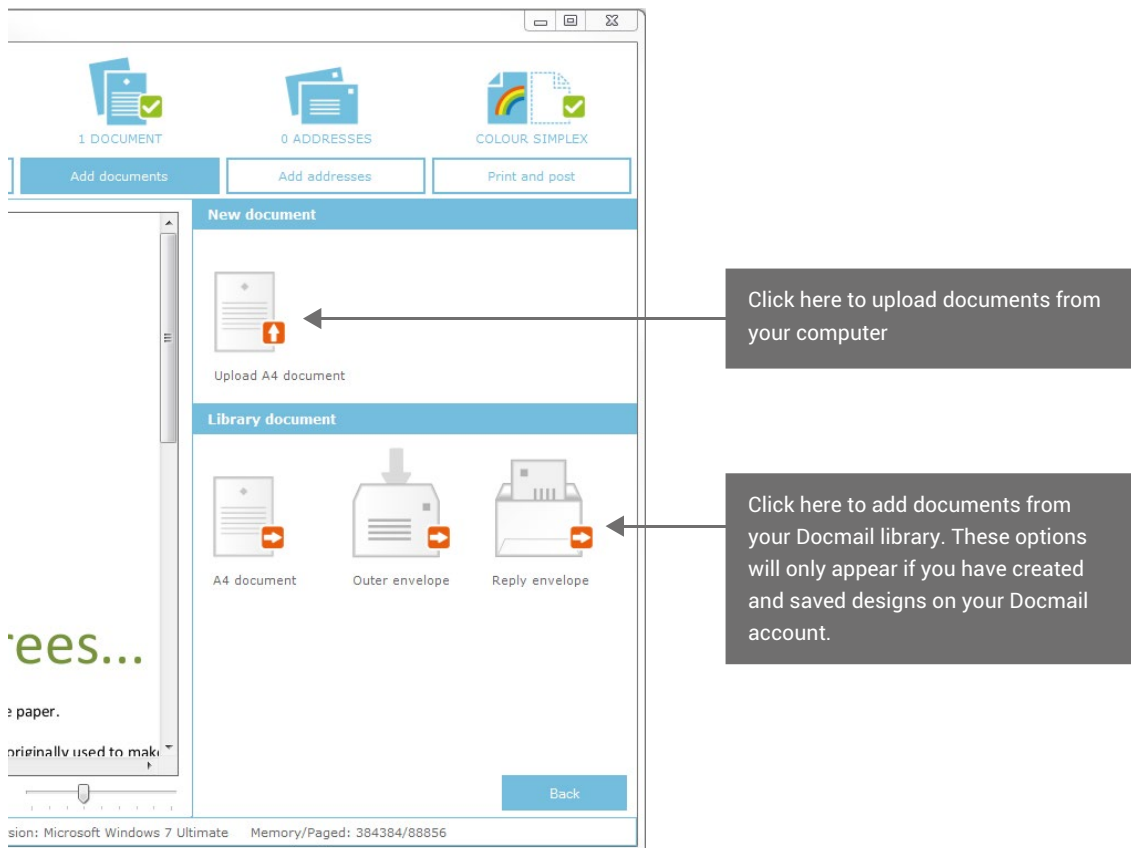 1 DOCUMENT
0 ADDRESSES
COLOUR SIMPLEX
Add documents
Add addresses
Print and post
New document
Upload A4 document
Click here to upload documents from
your computer
Library document
A4 document
Outer envelope
Reply envelope
Click here to add documents from
your Docmail library. These options
will only appear if you have created
and saved designs on your Docmail
account.
rees...
paper.
originally used to make
Back
sion: Microsoft Windows 7 Ultimate Memory/Paged: 384384/88856